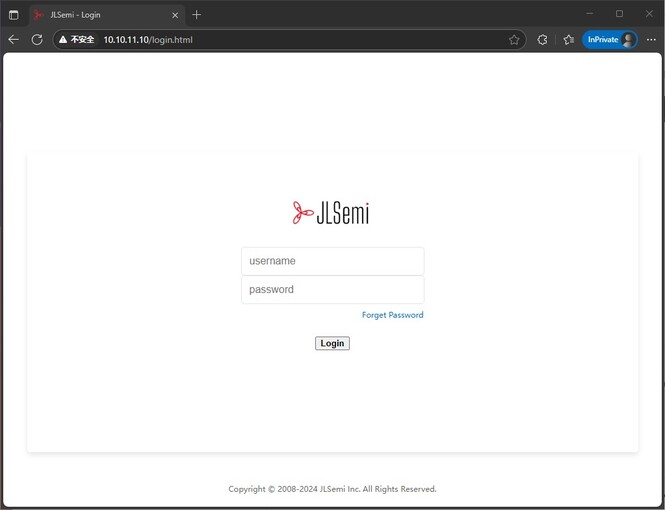 JLSemi - Login
不安全 10.10.11.10/login.html
InPrivate
JLSemi
username
password
Forget Password
Login
Copyright © 2008-2024 JLSemi Inc. All Rights Reserved.